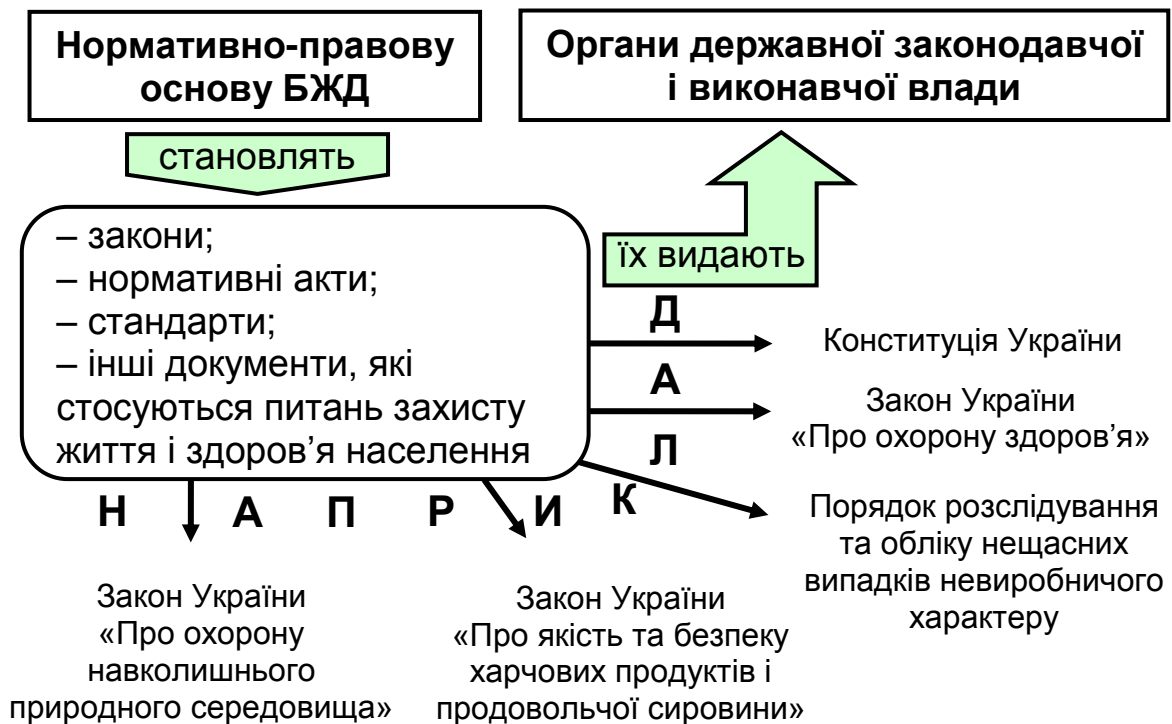 Нормативно-правову
основу БЖД
Органи державної законодавчої
і виконавчої влади
становлять
їх видають
– закони;
– нормативні акти;
– стандарти;
– інші документи, які
стосуються питань захисту
життя і здоров’я населення
Н А П Р И К Л А Д
Конституція України
Закон України
«Про охорону здоров’я»
Порядок розслідування
та обліку нещасних
випадків невиробничого
характеру
Закон України
«Про якість та безпеку
харчових продуктів і
продовольчої сировини»
Закон України
«Про охорону
навколишнього
природного середовища»